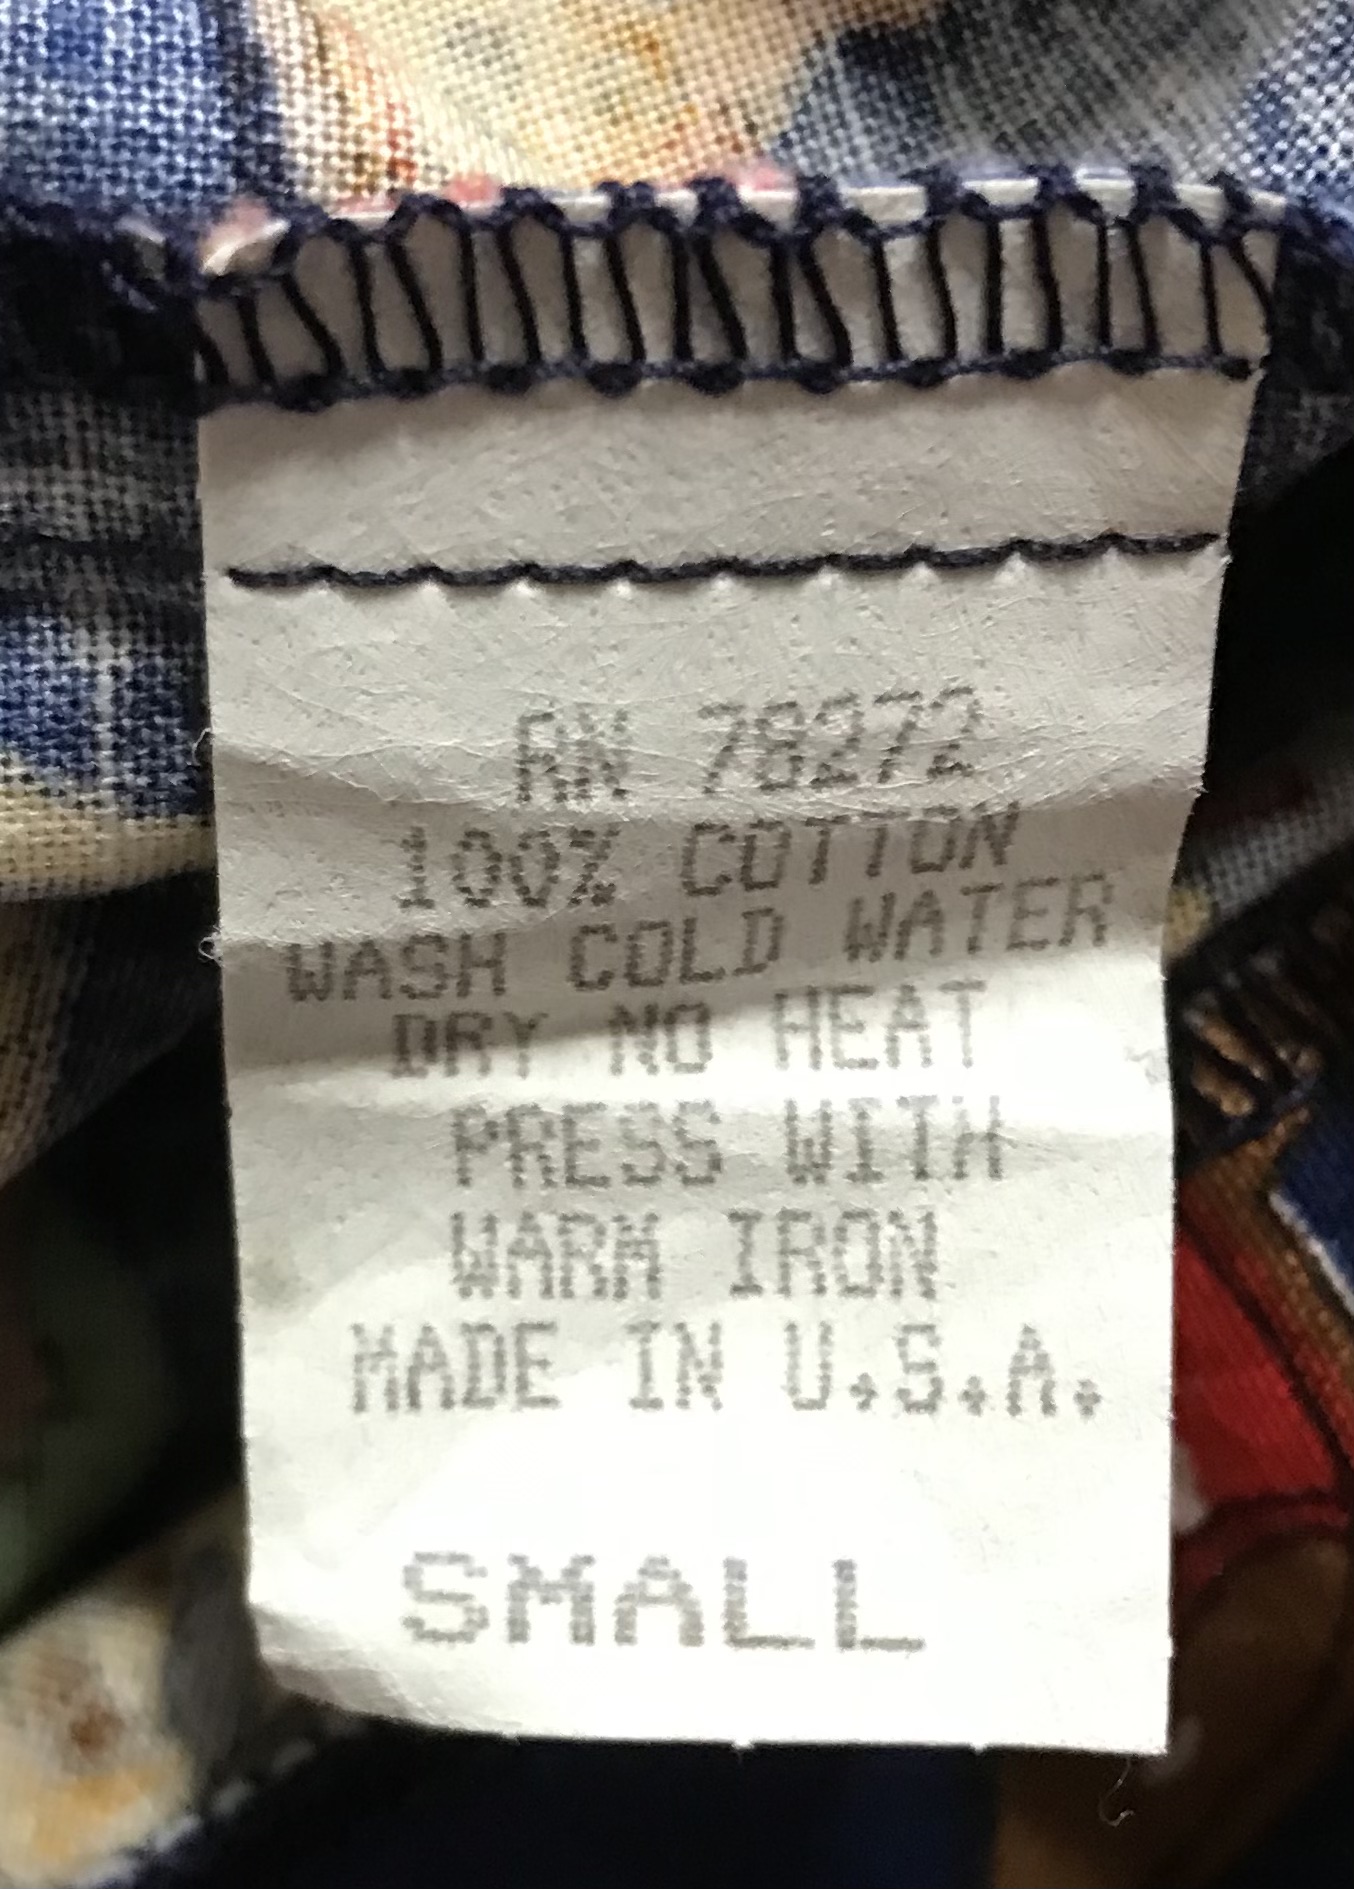 RN 78272
100% COTTON
WASH COLD WATER
DRY NO HEAT
PRESS WITH
WARM IRON
MADE IN U.S.A.
SMALL